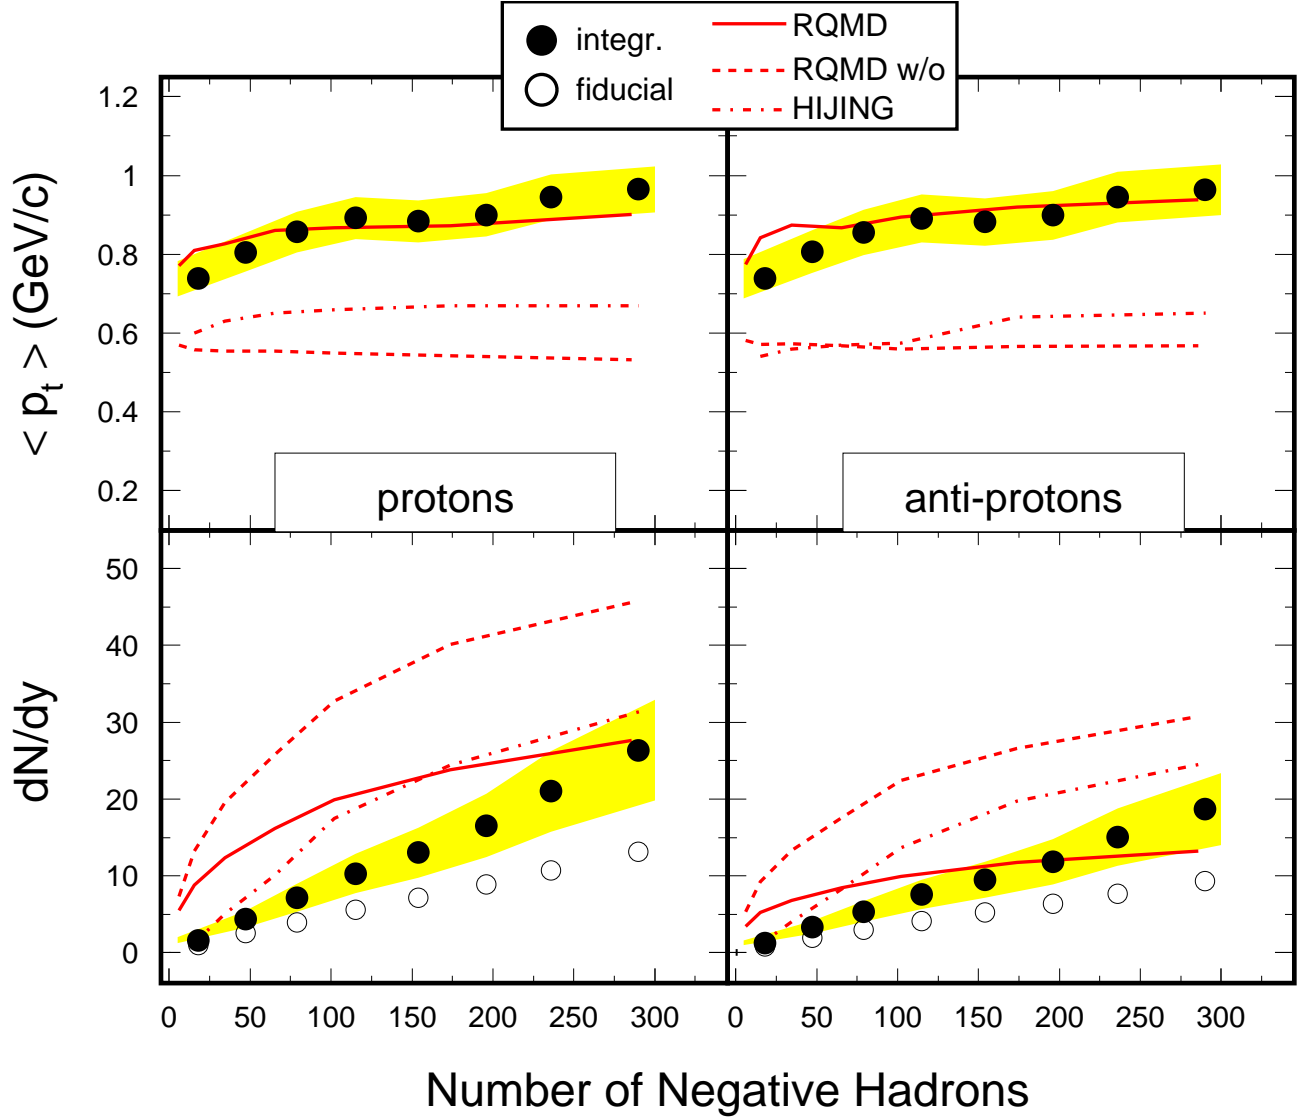 integr.
fiducial
RQMD
RQMD w/o
HIJING
< pt > (GeV/c)
1.2
1
0.8
0.6
0.4
0.2
protons
anti-protons
dN/dy
50
40
30
20
10
0
0 50 100 150 200 250 300
0 50 100 150 200 250 300
Number of Negative Hadrons